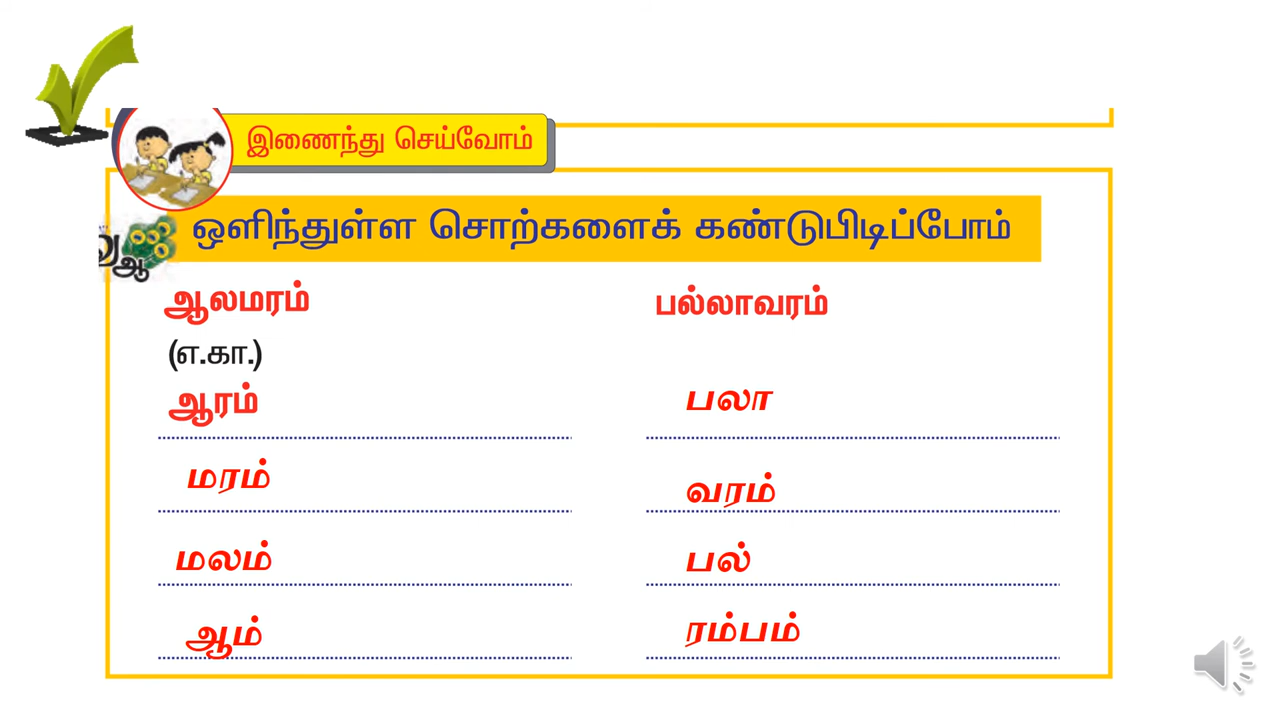 இணைந்து செய்வோம்
ஒளிந்துள்ள சொற்களைக் கண்டுபிடிப்போம்
ஆலமரம்
(எ.கா.)
ஆரம்
மரம்
மலம்
ஆம்
பல்லாவரம்
பலா
வரம்
பல்
ரம்பம்